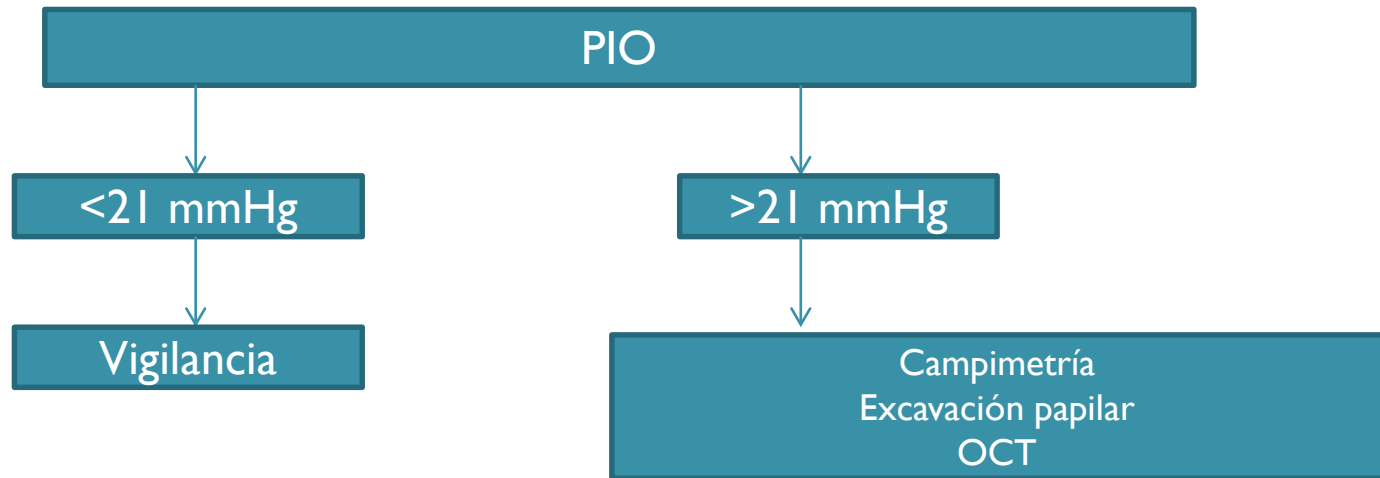 PIO
<21 mmHg
>21 mmHg
Vigilancia
Campimetría
Excavación papilar
OCT